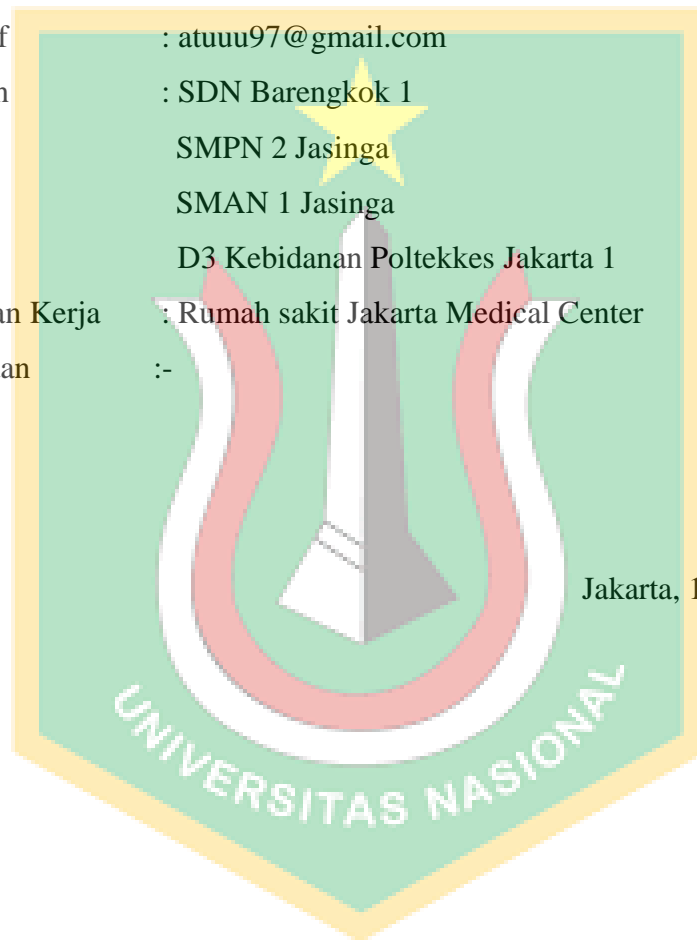 f : atuuu97@gmail.com
n : SDN Barengkok 1
SMPN 2 Jasinga
SMAN 1 Jasinga
D3 Kebidanan Poltekkes Jakarta 1
an Kerja : Rumah sakit Jakarta Medical Center
an :-
Jakarta, 1
UNIVERSITAS NASIONAL